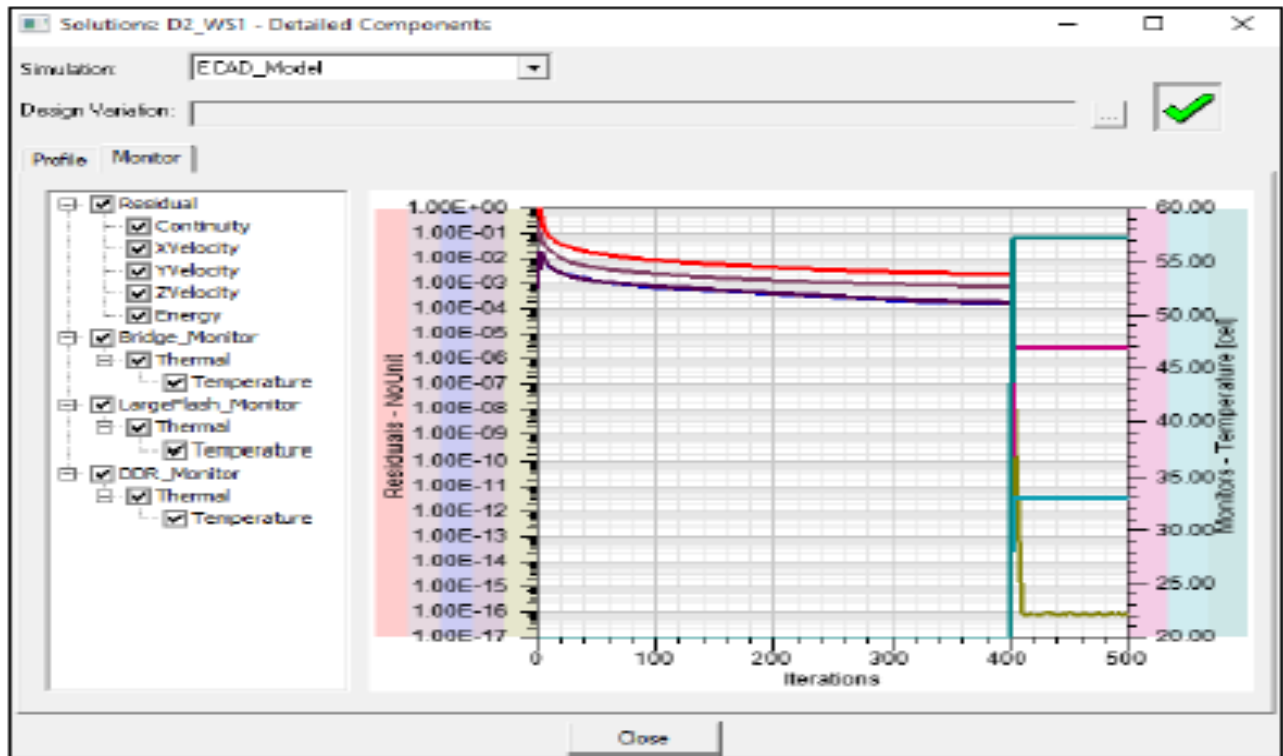 Solutions: D2_WS1 - Detailed Components
Simulation: ECAD_Model
Design Variation: ...
Profile Monitor
Residual
Continuity
XVelocity
YVelocity
ZVelocity
Energy
Bridge_Monitor
Thermal
Temperature
LargeFlash_Monitor
Thermal
Temperature
DDR_Monitor
Thermal
Temperature
Residuals - NoUnit
1.00E+00
1.00E-01
1.00E-02
1.00E-03
1.00E-04
1.00E-05
1.00E-06
1.00E-07
1.00E-08
1.00E-09
1.00E-10
1.00E-11
1.00E-12
1.00E-13
1.00E-14
1.00E-15
1.00E-16
1.00E-17
0 100 200 300 400 500
Iterations
60.00
55.00
50.00
45.00
40.00
35.00
30.00
25.00
20.00
Monitors - Temperature [cel]
Close